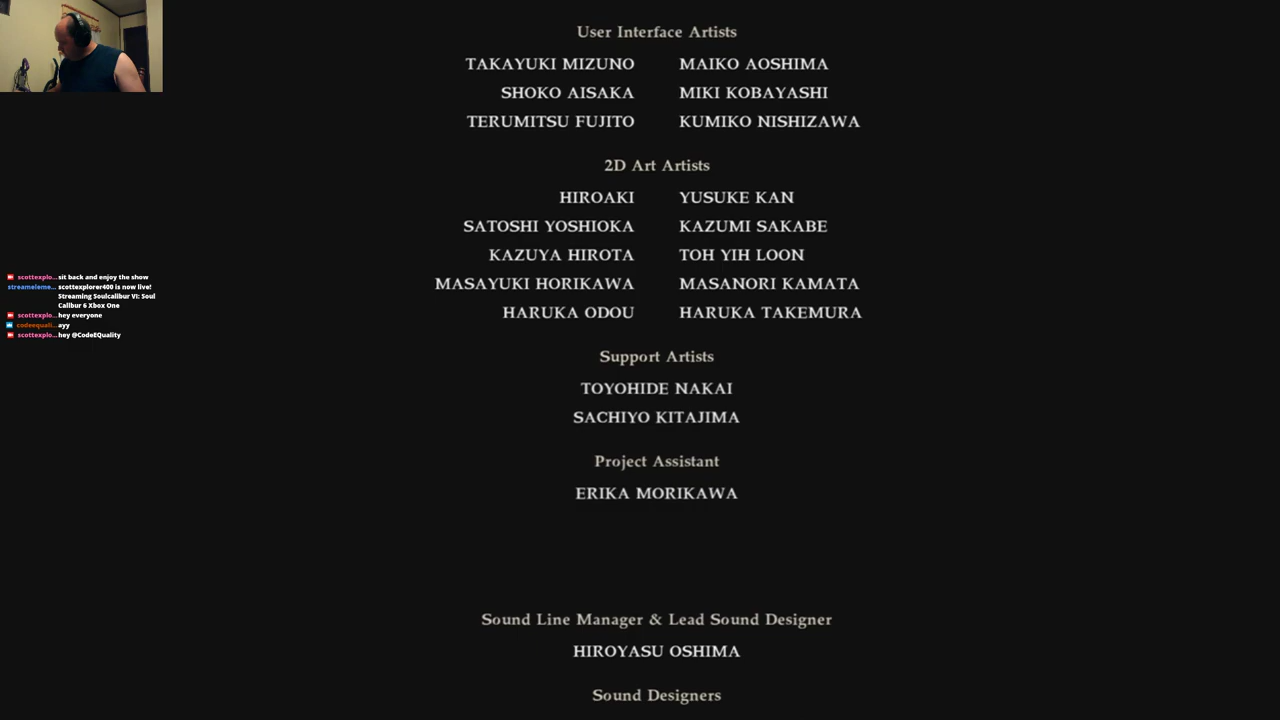 User Interface Artists
TAKAYUKI MIZUNO MAIKO AOSHIMA
SHOKO AISAKA MIKI KOBAYASHI
TERUMITSU FUJITO KUMIKO NISHIZAWA
2D Art Artists
HIROAKI YUSUKE KAN
SATOSHI YOSHIOKA KAZUMI SAKABE
KAZUYA HIROTA TOH YIH LOON
MASAYUKI HORIKAWA MASANORI KAMATA
HARUKA ODOU HARUKA TAKEMURA
Support Artists
TOYOHIDE NAKAI
SACHIYO KITAJIMA
Project Assistant
ERIKA MORIKAWA
Sound Line Manager & Lead Sound Designer
HIROYASU OSHIMA
Sound Designers
scottexplo... sit back and enjoy the show
streameleme... scottexplorer400 is now live!
Streaming Soulcalibur VI: Soul
Calibur 6 Xbox One
scottexplo... hey everyone
codeequali... ayy
scottexplo... hey @CodeEQuality